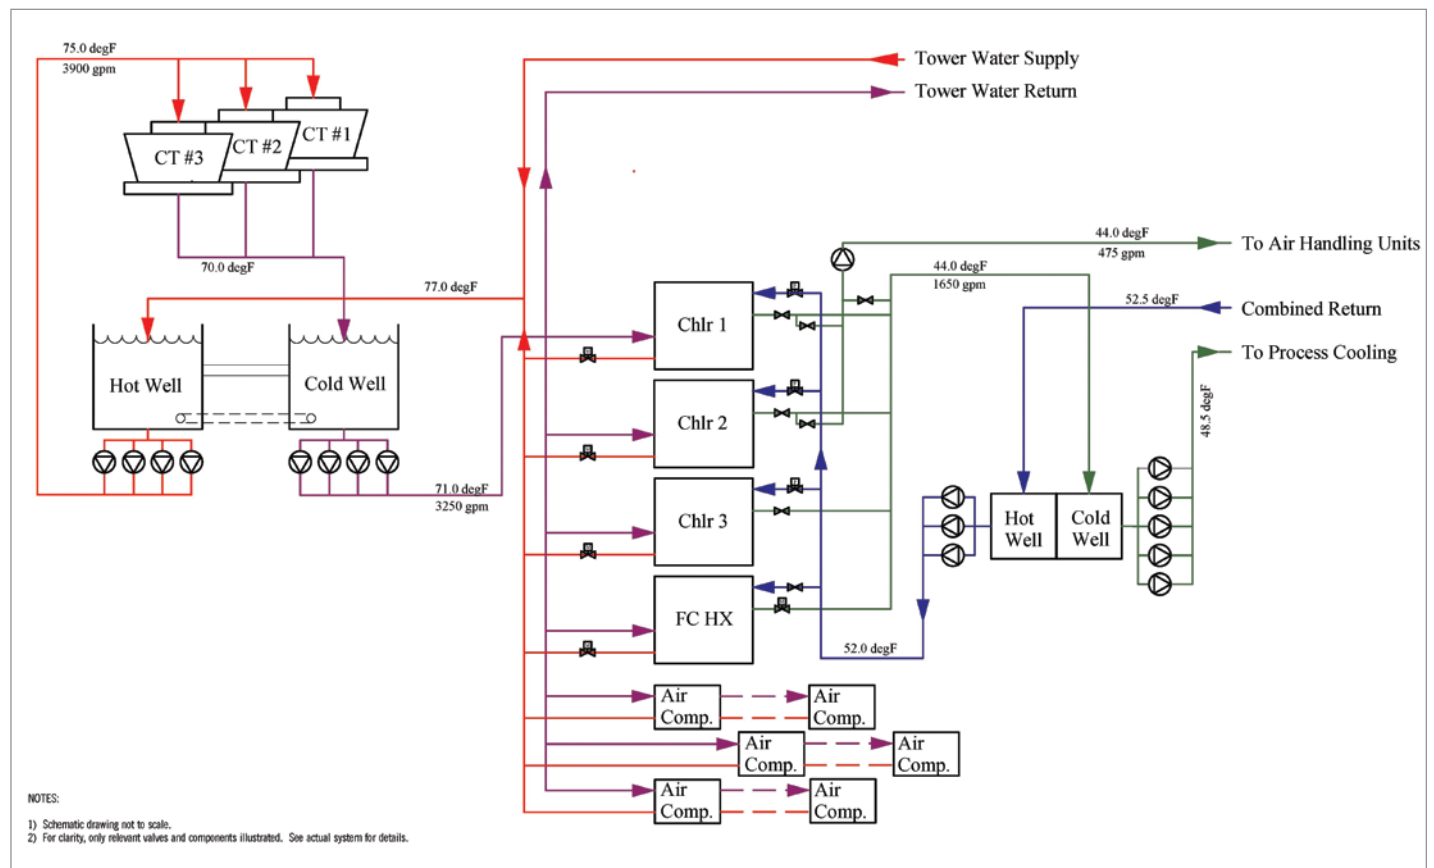 75.0 degF
3900 gpm
Tower Water Supply
Tower Water Return
CT #1
CT #2
CT #3
70.0 degF
77.0 degF
44.0 degF
475 gpm
To Air Handling Units
44.0 degF
1650 gpm
52.5 degF
Combined Return
To Process Cooling
48.5 degF
Hot Well
Cold Well
Chlr 1
Chlr 2
Chlr 3
FC HX
71.0 degF
3250 gpm
Hot
Well
Cold
Well
52.0 degF
Air
Comp.
Air
Comp.
Air
Comp.
Air
Comp.
Air
Comp.
Air
Comp.
NOTES:
1) Schematic drawing not to scale.
2) For clarity, only relevant valves and components illustrated. See actual system for details.